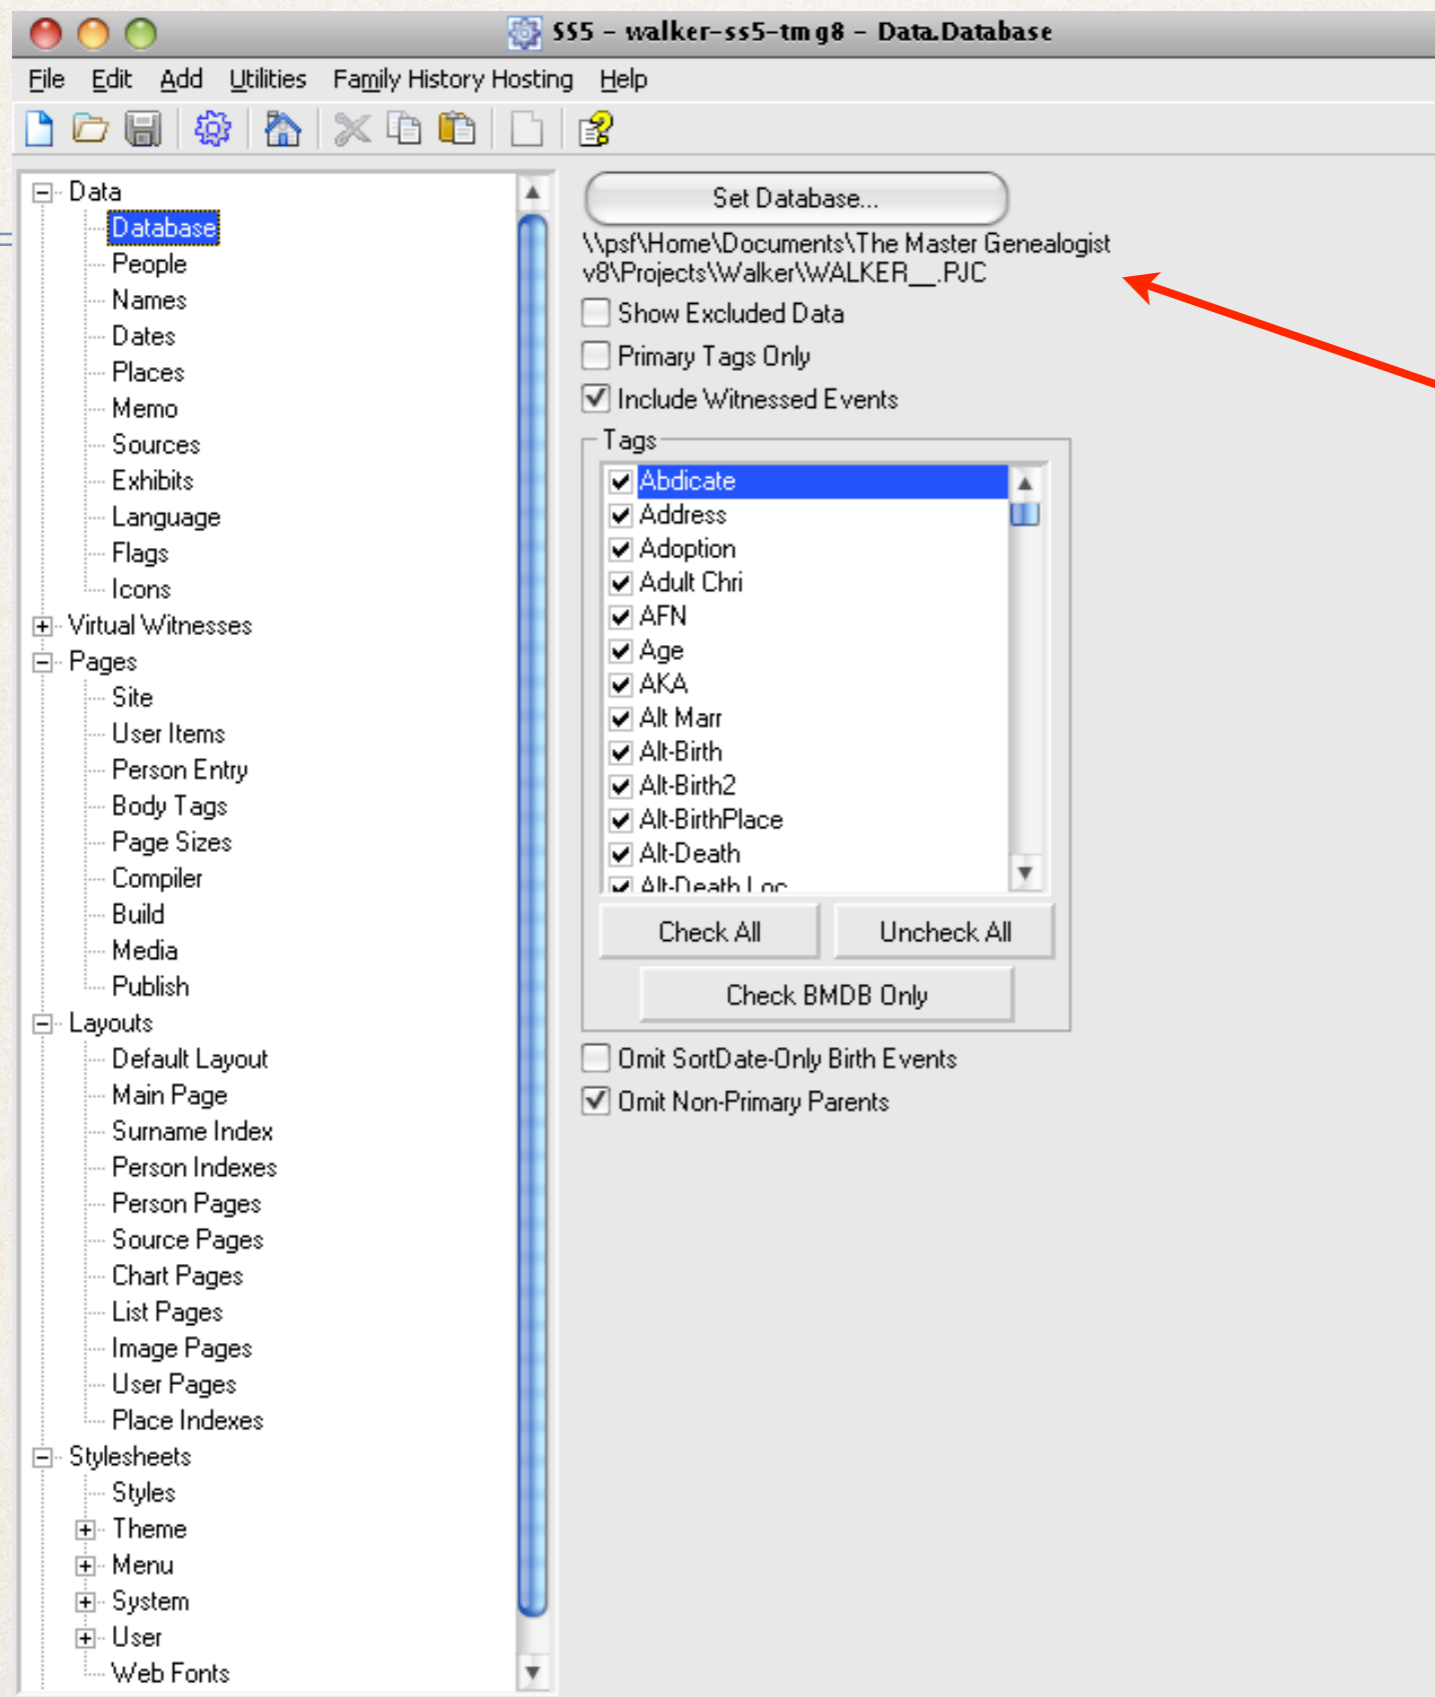 SS5 - walker-ss5-tmg8 - Data.Database
File Edit Add Utilities Family History Hosting Help
Data
Database
People
Names
Dates
Places
Memo
Sources
Exhibits
Language
Flags
Icons
Virtual Witnesses
Pages
Site
User Items
Person Entry
Body Tags
Page Sizes
Compiler
Build
Media
Publish
Layouts
Default Layout
Main Page
Surname Index
Person Indexes
Person Pages
Source Pages
Chart Pages
List Pages
Image Pages
User Pages
Place Indexes
Stylesheets
Styles
Theme
Menu
System
User
Web Fonts
Set Database...
\\psf\Home\Documents\The Master Genealogist
v8\Projects\Walker\WALKER__.PJC
Show Excluded Data
Primary Tags Only
Include Witnessed Events
Tags
Abdicate
Address
Adoption
Adult Chri
AFN
Age
AKA
Alt Marr
Alt-Birth
Alt-Birth2
Alt-BirthPlace
Alt-Death
Alt-Death Loc
Check All Uncheck All
Check BMDB Only
Omit SortDate-Only Birth Events
Omit Non-Primary Parents